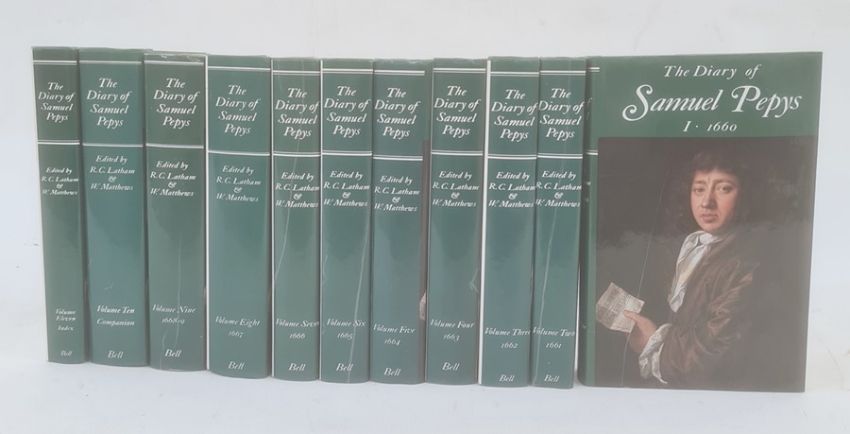 The
Diary of
Samuel
Pepys
Edited by
R.C. Latham
&
W. Matthews
Volume
Eleven
Index
Bell
The
Diary of
Samuel
Pepys
Edited by
R.C. Latham
&
W. Matthews
Volume Ten
Companion
Bell
The
Diary of
Samuel
Pepys
Edited by
R.C. Latham
&
W. Matthews
Volume Nine
1668-9
Bell
The
Diary of
Samuel
Pepys
Edited by
R.C. Latham
&
W. Matthews
Volume Eight
1667
Bell
The
Diary of
Samuel
Pepys
Edited by
R.C. Latham
&
W. Matthews
Volume Seven
1666
Bell
The
Diary of
Samuel
Pepys
Edited by
R.C. Latham
&
W. Matthews
Volume Six
1665
Bell
The
Diary of
Samuel
Pepys
Edited by
R.C. Latham
&
W. Matthews
Volume Five
1664
Bell
The
Diary of
Samuel
Pepys
Edited by
R.C. Latham
&
W. Matthews
Volume Four
1663
Bell
The
Diary of
Samuel
Pepys
Edited by
R.C. Latham
&
W. Matthews
Volume Three
1662
Bell
The
Diary of
Samuel
Pepys
Edited by
R.C. Latham
&
W. Matthews
Volume Two
1661
Bell
The Diary of
Samuel Pepys
I · 1660